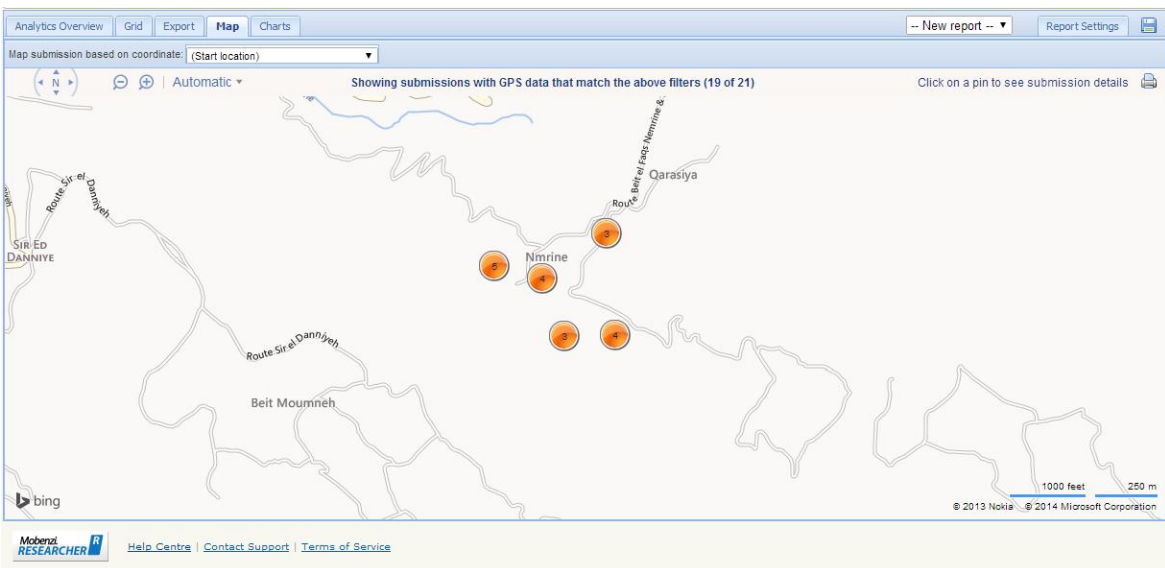 Analytics Overview Grid Export Map Charts -- New report -- Report Settings
Map submission based on coordinate: (Start location)
N Automatic Showing submissions with GPS data that match the above filters (19 of 21) Click on a pin to see submission details
Route Beit el Faqs Nemrine &
Qarasiya
Route Sir el Danniyeh
3
SIR ED
DANNIYE
5
Nmrine
4
3
4
Route Sir el Danniyeh
Beit Moumneh
1000 feet 250 m
bing
© 2013 Nokia © 2014 Microsoft Corporation
Mobenzi
RESEARCHER R
Help Centre | Contact Support | Terms of Service